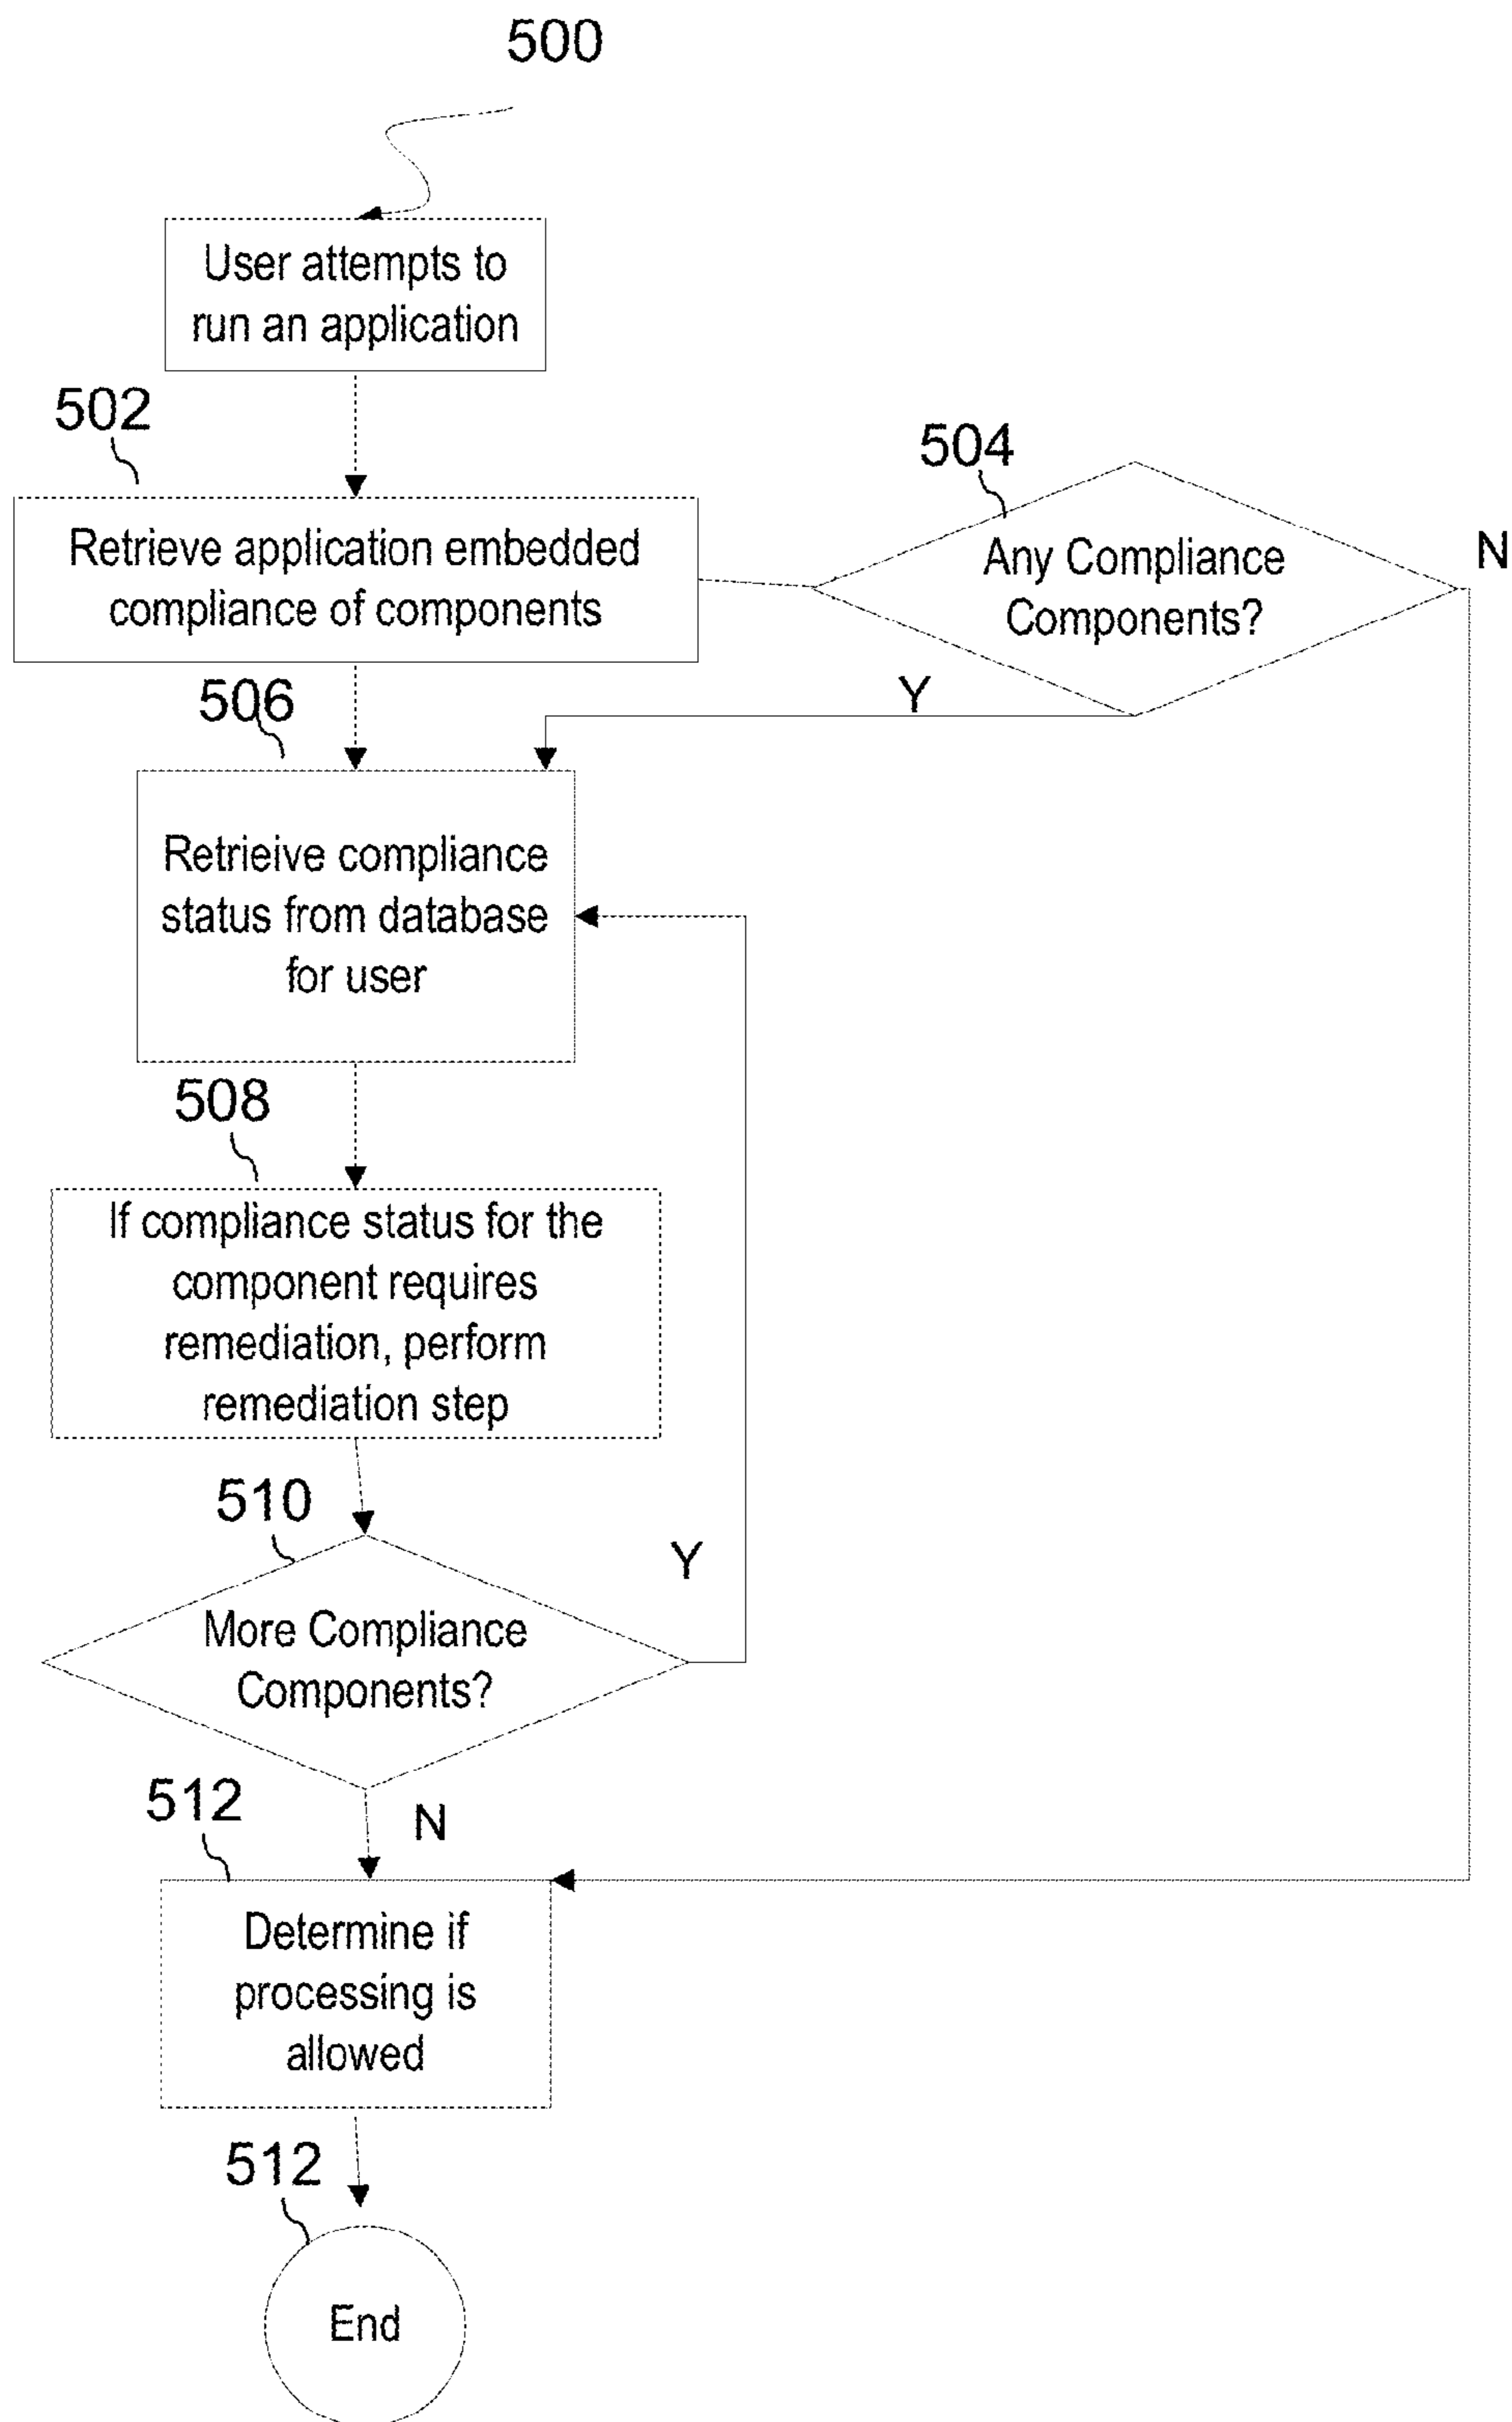 500
User attempts to
run an application
502
Retrieve application embedded
compliance of components
504
Any Compliance
Components?
N
Y
506
Retrieive compliance
status from database
for user
508
If compliance status for the
component requires
remediation, perform
remediation step
510
Y
More Compliance
Components?
512
N
Determine if
processing is
allowed
512
End